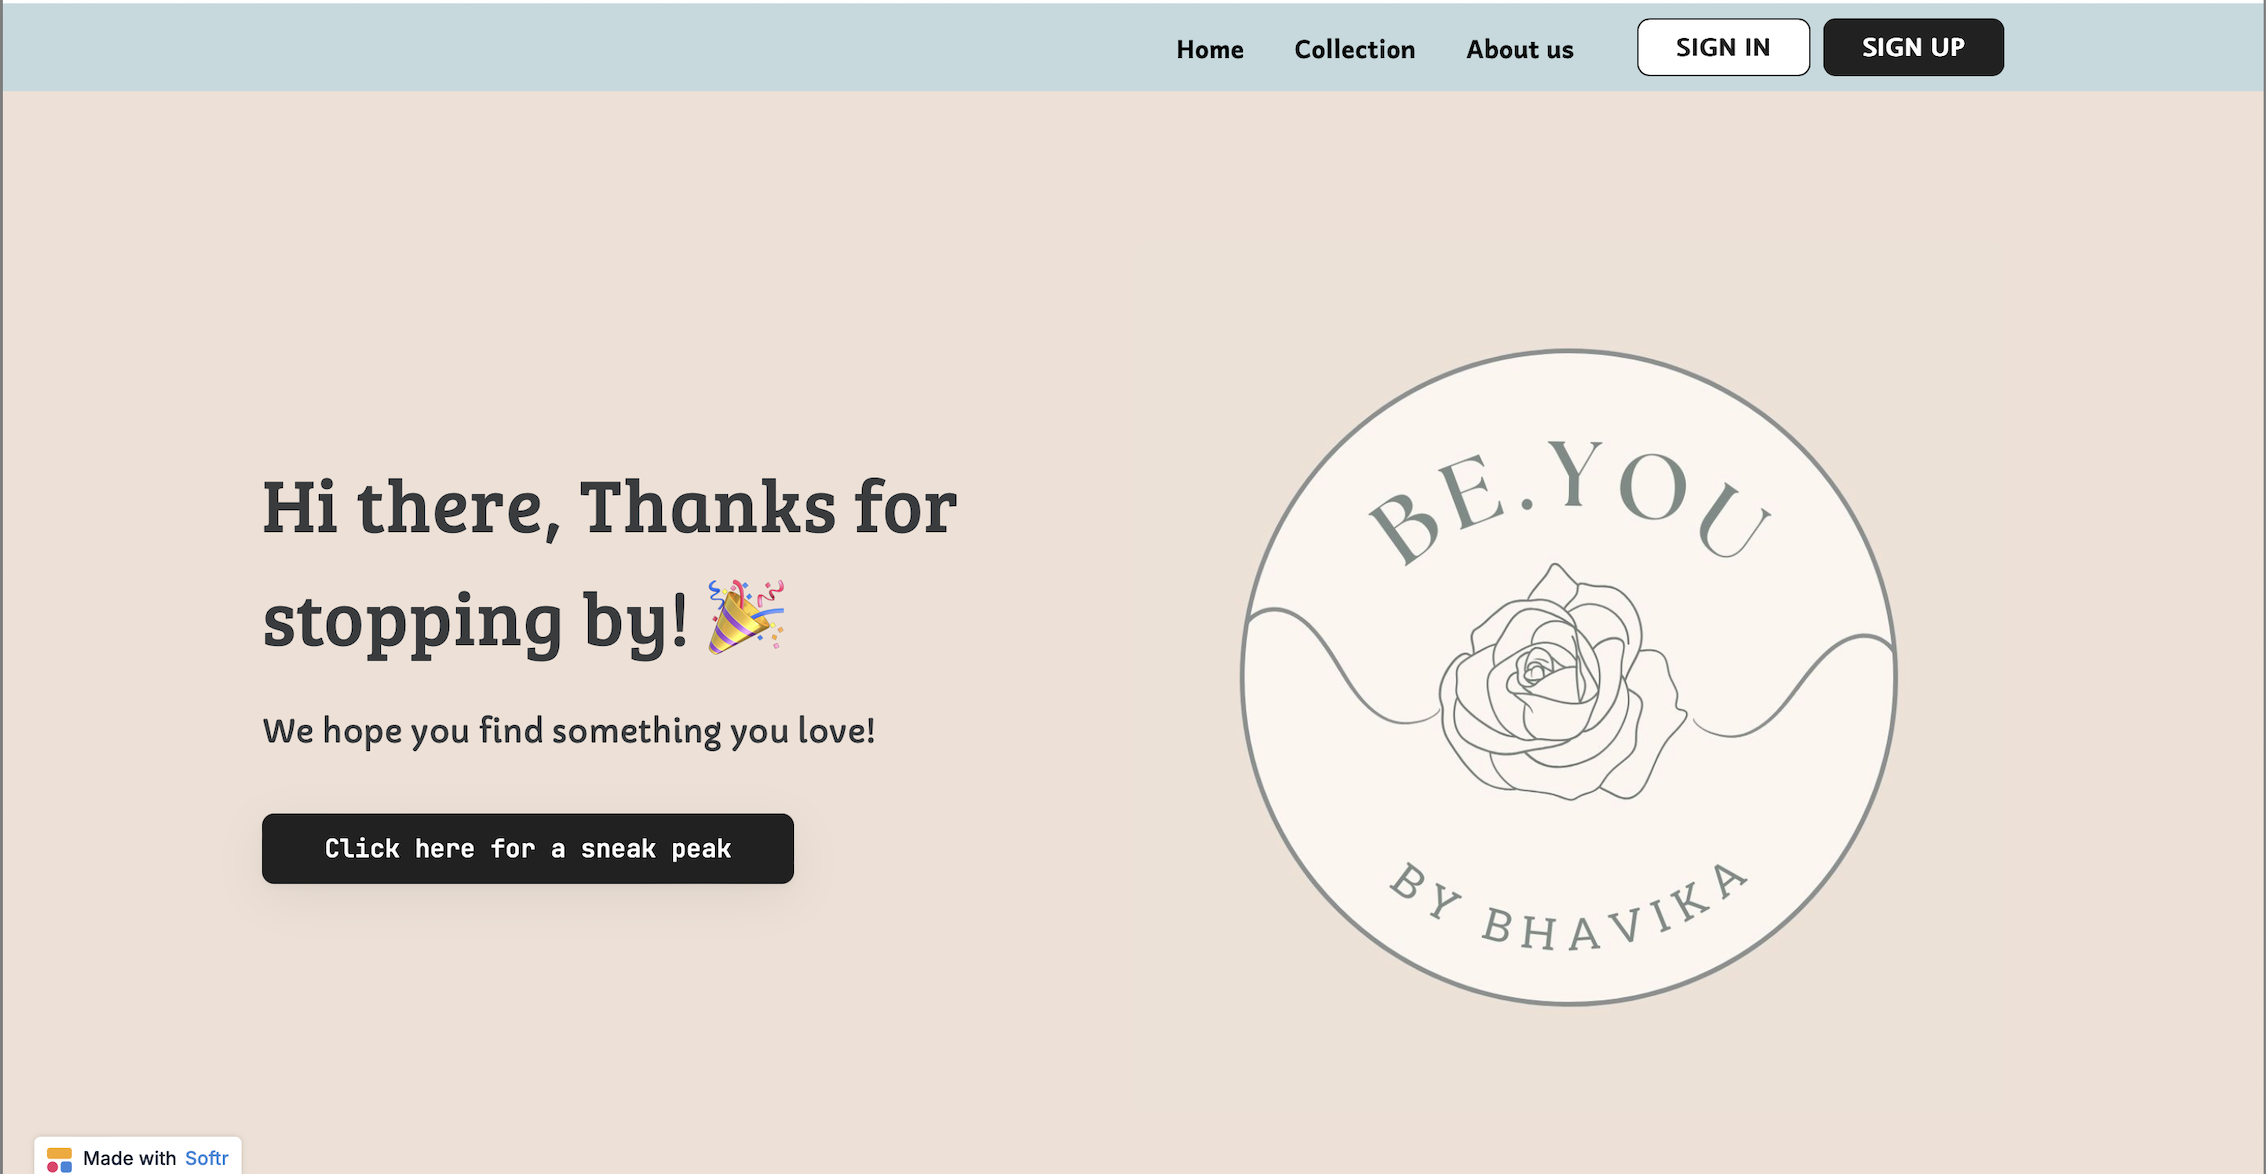 Home Collection About us SIGN IN SIGN UP
Hi there, Thanks for
stopping by! 🎉
We hope you find something you love!
Click here for a sneak peak
BE.YOU
BY BHAVIKA
Made with Softr